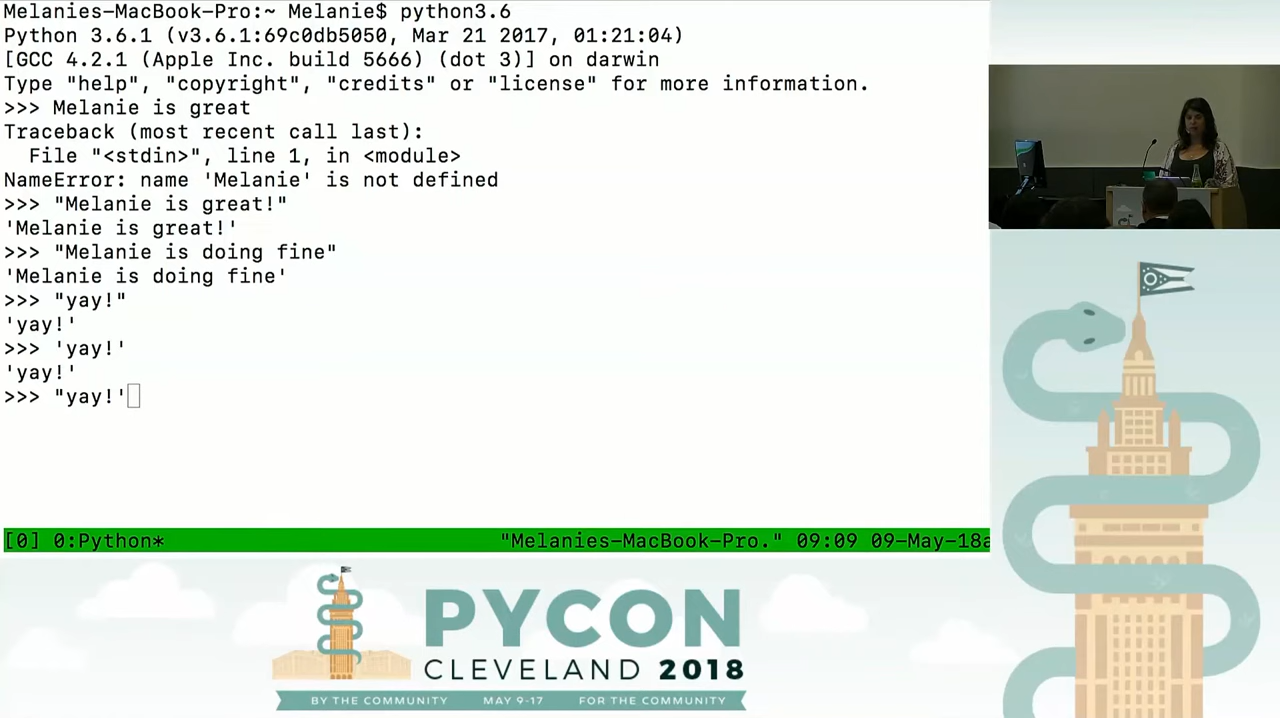 Melanies-MacBook-Pro:~ Melanie$ python3.6
Python 3.6.1 (v3.6.1:69c0db5050, Mar 21 2017, 01:21:04)
[GCC 4.2.1 (Apple Inc. build 5666) (dot 3)] on darwin
Type "help", "copyright", "credits" or "license" for more information.
>>> Melanie is great
Traceback (most recent call last):
  File "<stdin>", line 1, in <module>
NameError: name 'Melanie' is not defined
>>> "Melanie is great!"
'Melanie is great!'
>>> "Melanie is doing fine"
'Melanie is doing fine'
>>> "yay!"
'yay!'
>>> 'yay!'
'yay!'
>>> "yay!'
[0] 0:Python* "Melanies-MacBook-Pro." 09:09 09-May-18
PYCON
CLEVELAND 2018
BY THE COMMUNITY MAY 9-17 FOR THE COMMUNITY